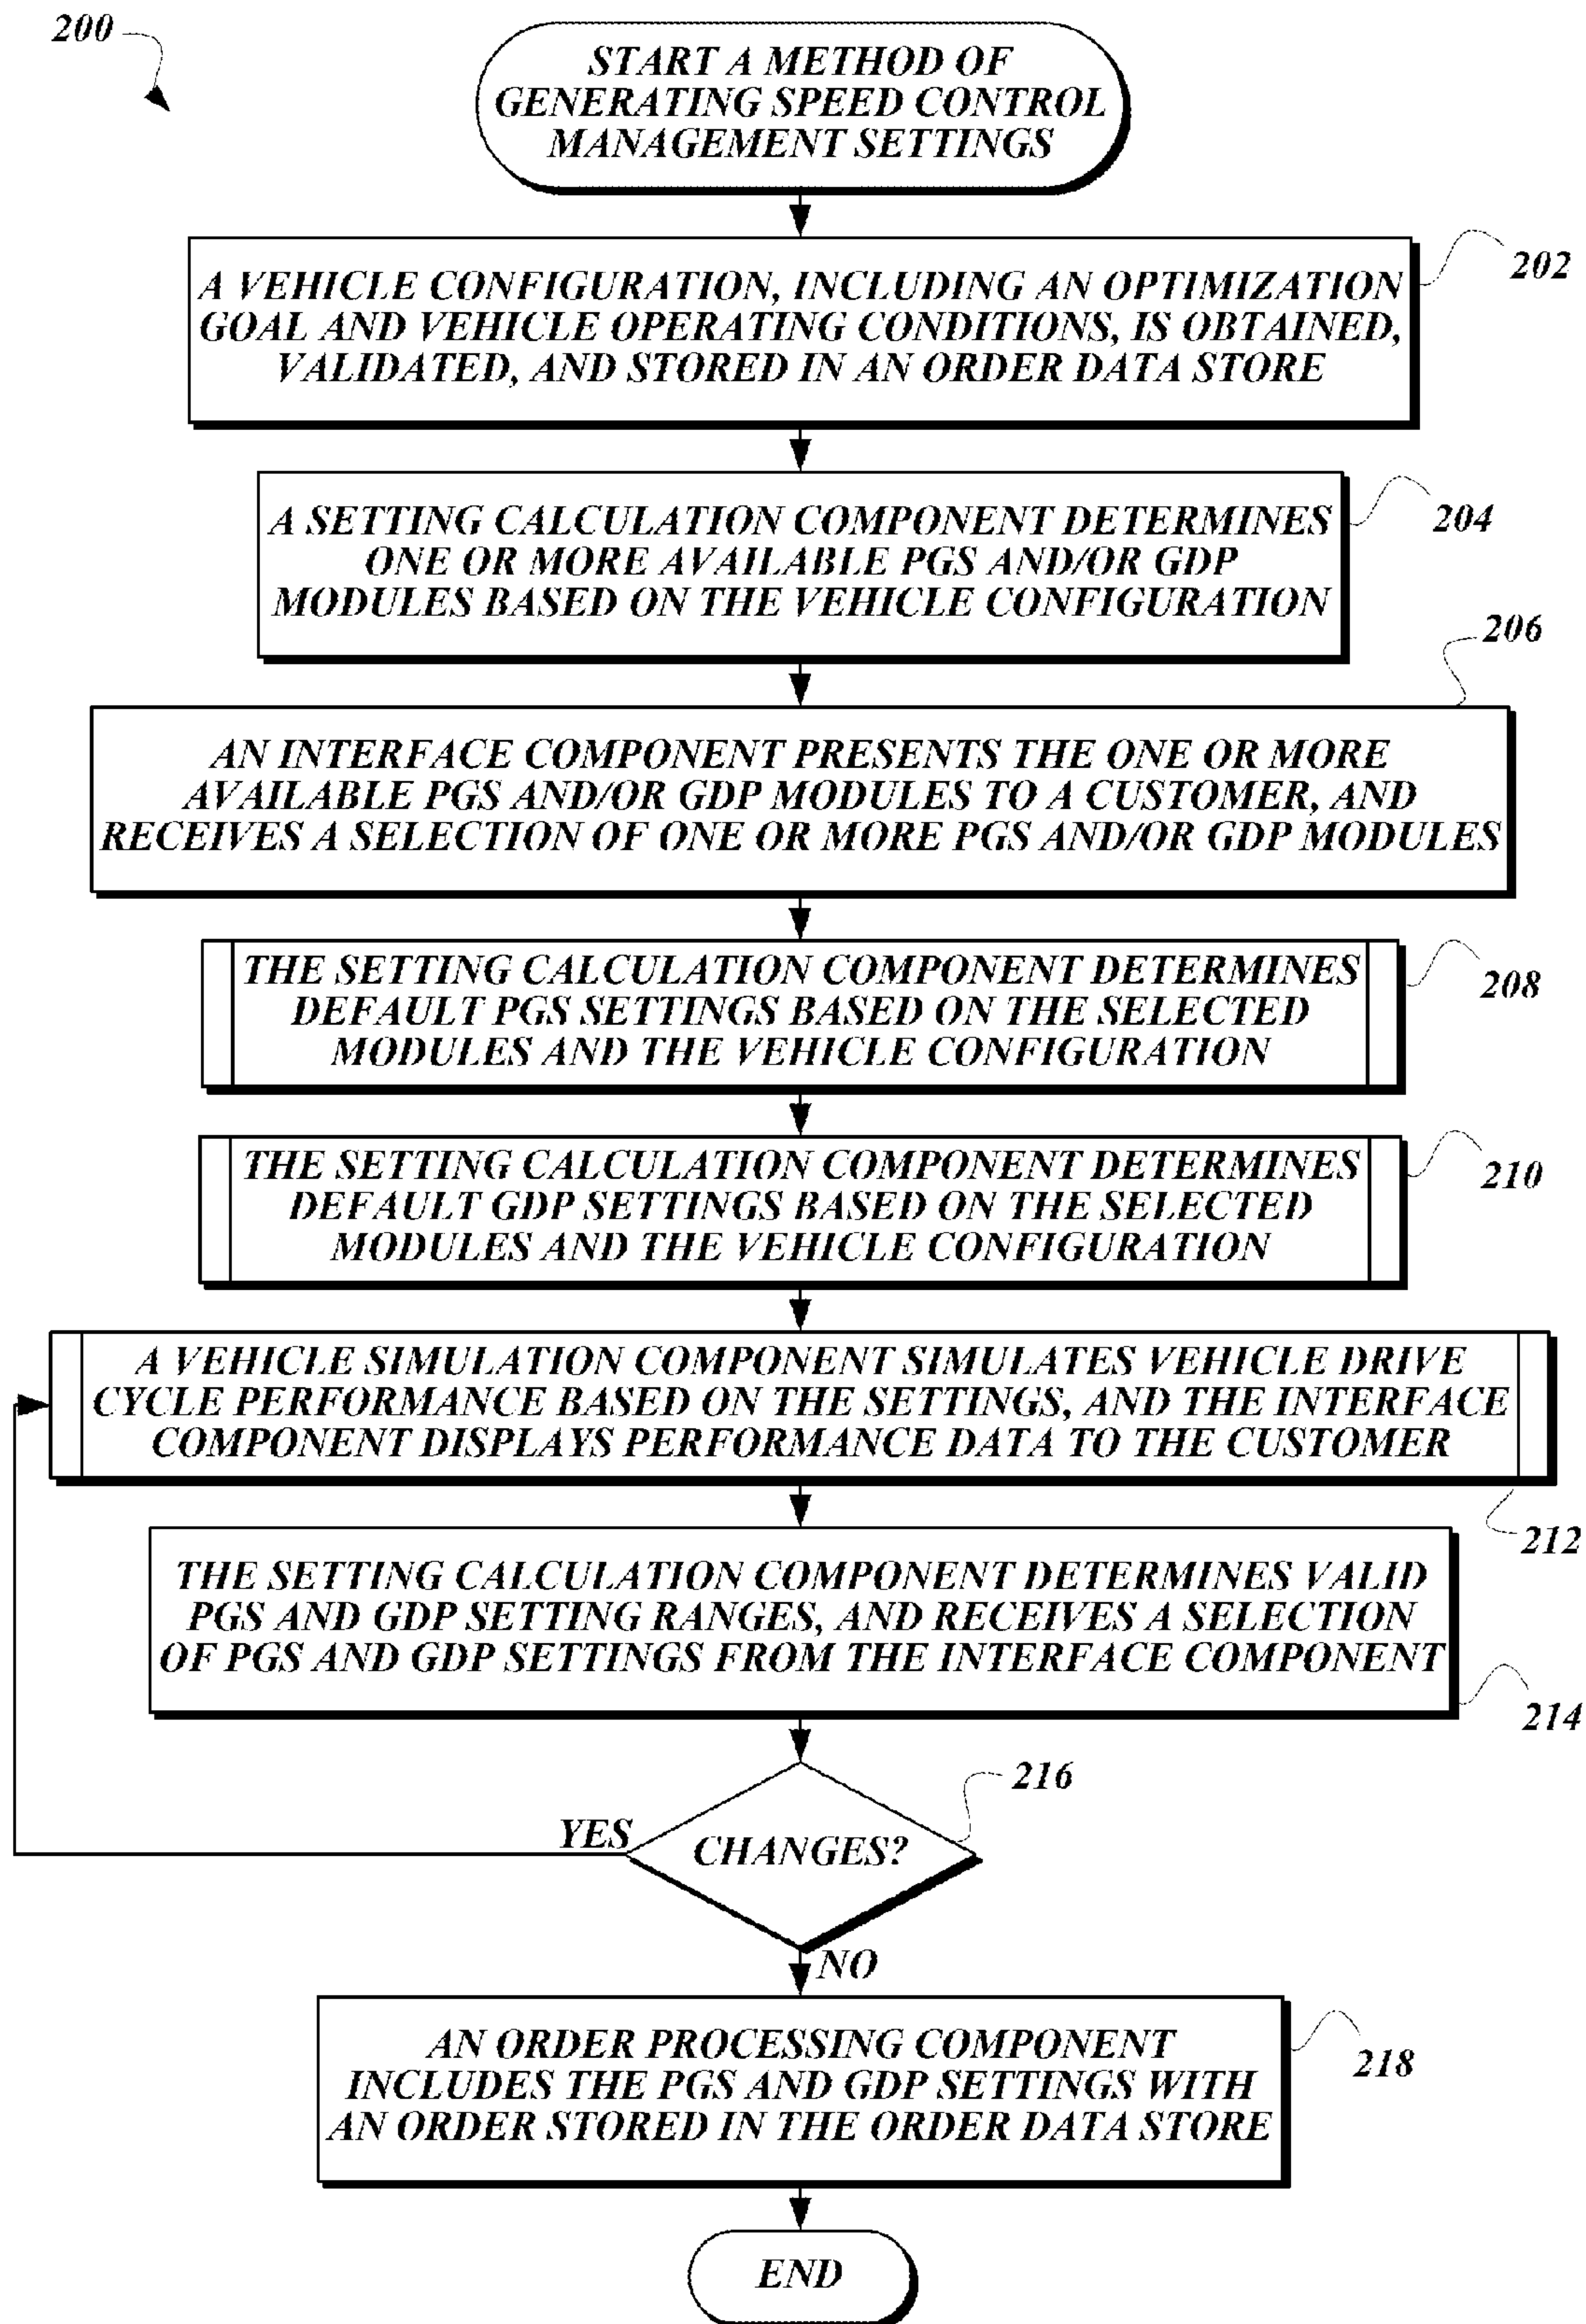 200
START A METHOD OF
GENERATING SPEED CONTROL
MANAGEMENT SETTINGS
A VEHICLE CONFIGURATION, INCLUDING AN OPTIMIZATION
GOAL AND VEHICLE OPERATING CONDITIONS, IS OBTAINED,
VALIDATED, AND STORED IN AN ORDER DATA STORE
202
A SETTING CALCULATION COMPONENT DETERMINES
ONE OR MORE AVAILABLE PGS AND/OR GDP
MODULES BASED ON THE VEHICLE CONFIGURATION
204
206
AN INTERFACE COMPONENT PRESENTS THE ONE OR MORE
AVAILABLE PGS AND/OR GDP MODULES TO A CUSTOMER, AND
RECEIVES A SELECTION OF ONE OR MORE PGS AND/OR GDP MODULES
THE SETTING CALCULATION COMPONENT DETERMINES
DEFAULT PGS SETTINGS BASED ON THE SELECTED
MODULES AND THE VEHICLE CONFIGURATION
208
THE SETTING CALCULATION COMPONENT DETERMINES
DEFAULT GDP SETTINGS BASED ON THE SELECTED
MODULES AND THE VEHICLE CONFIGURATION
210
A VEHICLE SIMULATION COMPONENT SIMULATES VEHICLE DRIVE
CYCLE PERFORMANCE BASED ON THE SETTINGS, AND THE INTERFACE
COMPONENT DISPLAYS PERFORMANCE DATA TO THE CUSTOMER
212
THE SETTING CALCULATION COMPONENT DETERMINES VALID
PGS AND GDP SETTING RANGES, AND RECEIVES A SELECTION
OF PGS AND GDP SETTINGS FROM THE INTERFACE COMPONENT
214
216
YES
CHANGES?
NO
AN ORDER PROCESSING COMPONENT
INCLUDES THE PGS AND GDP SETTINGS WITH
AN ORDER STORED IN THE ORDER DATA STORE
218
END